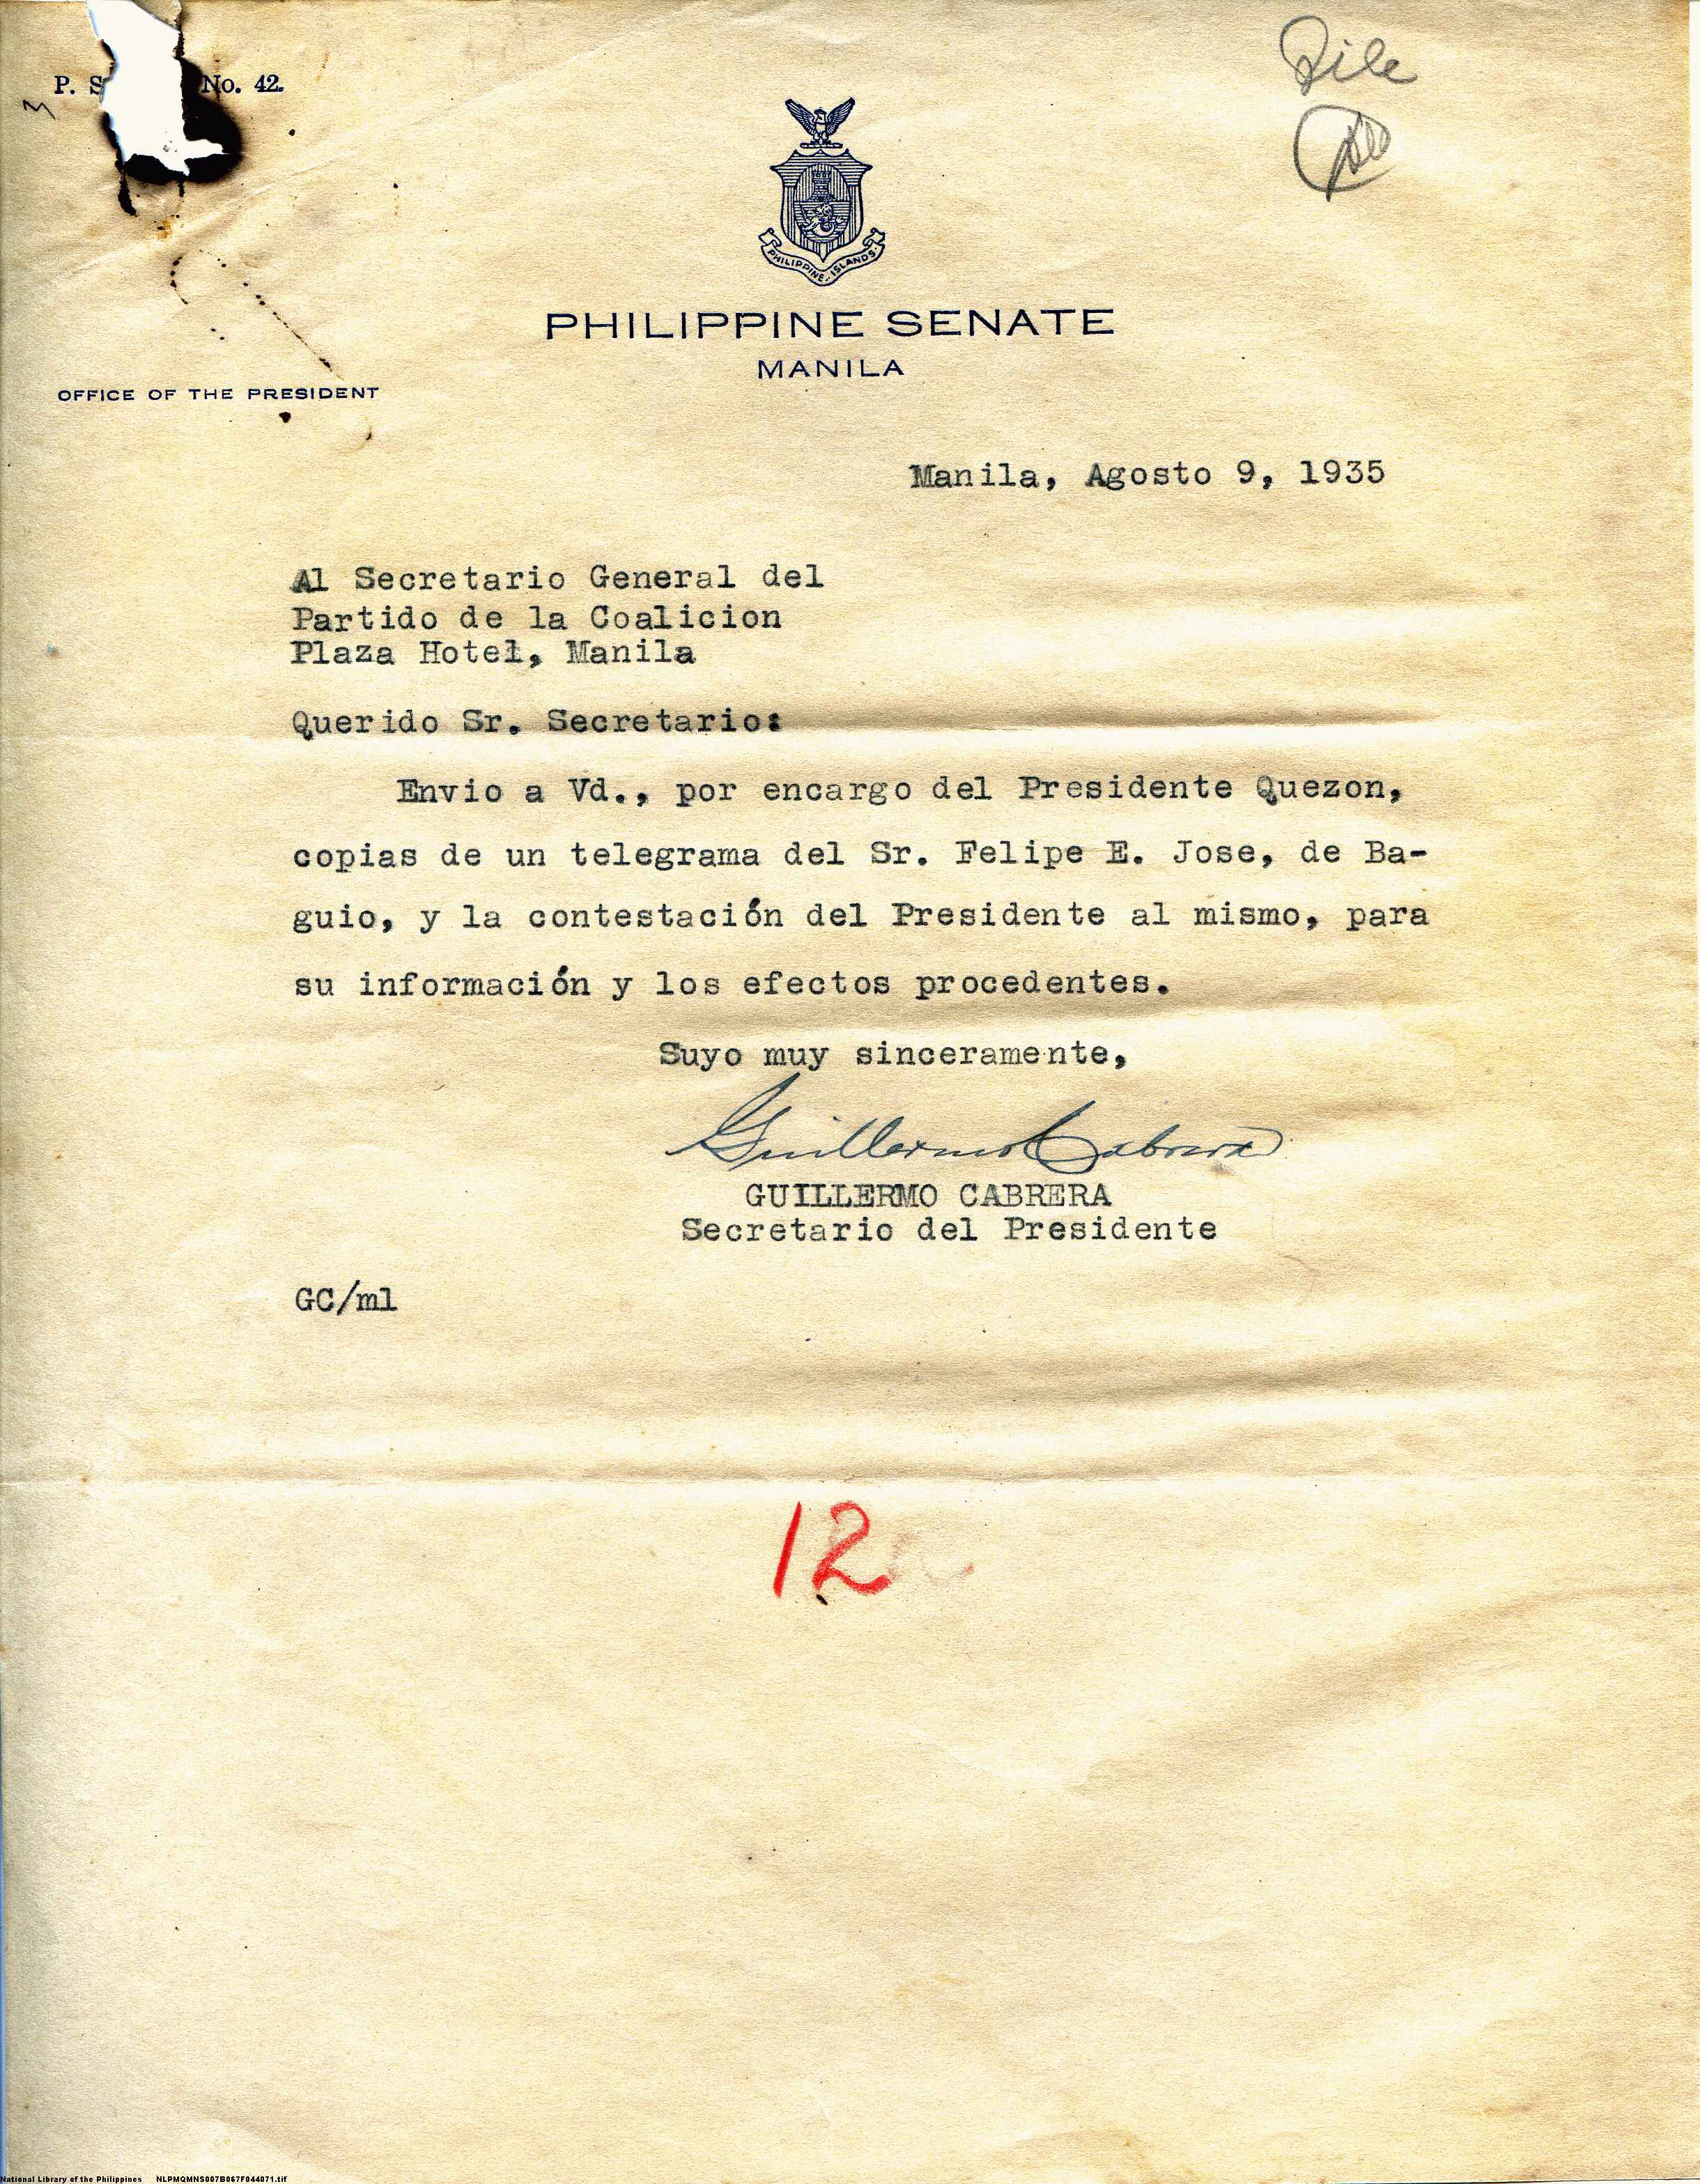 P. S No. 42.
File
PHILIPPINE ISLANDS
PHILIPPINE SENATE
MANILA
OFFICE OF THE PRESIDENT
Manila, Agosto 9, 1935
Al Secretario General del
Partido de la Coalicion
Plaza Hotel, Manila
Querido Sr. Secretario:
Envio a Vd., por encargo del Presidente Quezon,
copias de un telegrama del Sr. Felipe E. Jose, de Ba-
guio, y la contestación del Presidente al mismo, para
su información y los efectos procedentes.
Suyo muy sinceramente,
Guillermo Cabrera
GUILLERMO CABRERA
Secretario del Presidente
GC/ml
12
National Library of the Philippines NLPMQMNS007B067F044071.tif